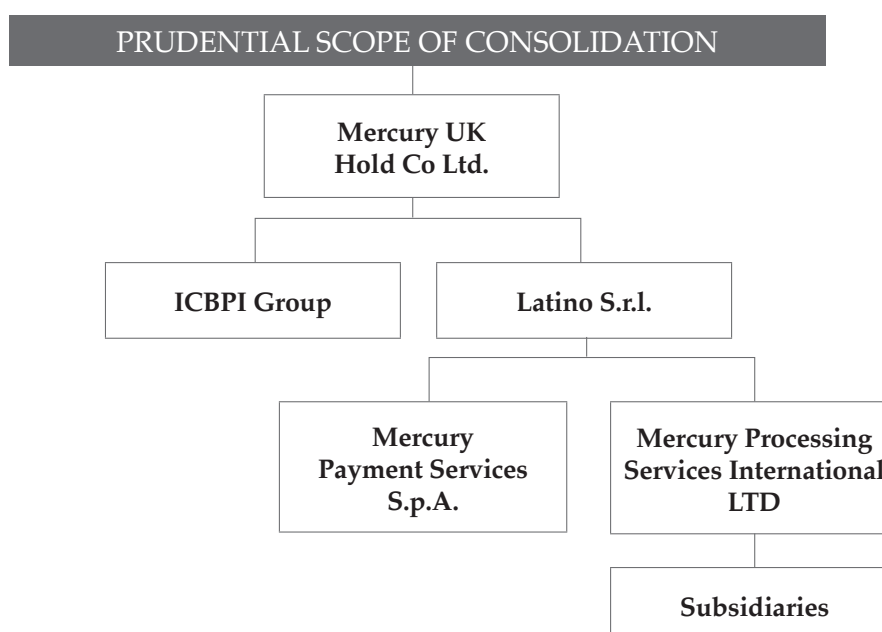 PRUDENTIAL SCOPE OF CONSOLIDATION
Mercury UK
Hold Co Ltd.
ICBPI Group
Latino S.r.l.
Mercury
Payment Services
S.p.A.
Mercury Processing
Services International
LTD
Subsidiaries